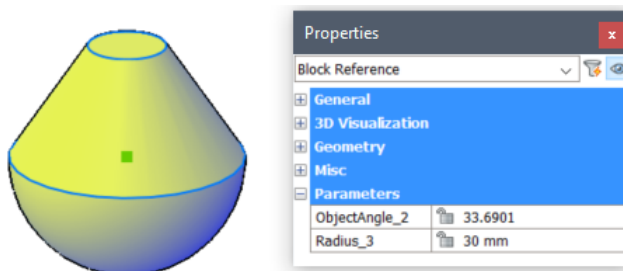 Properties
x
Block Reference
General
3D Visualization
Geometry
Misc
Parameters
ObjectAngle_2 33.6901
Radius_3 30 mm